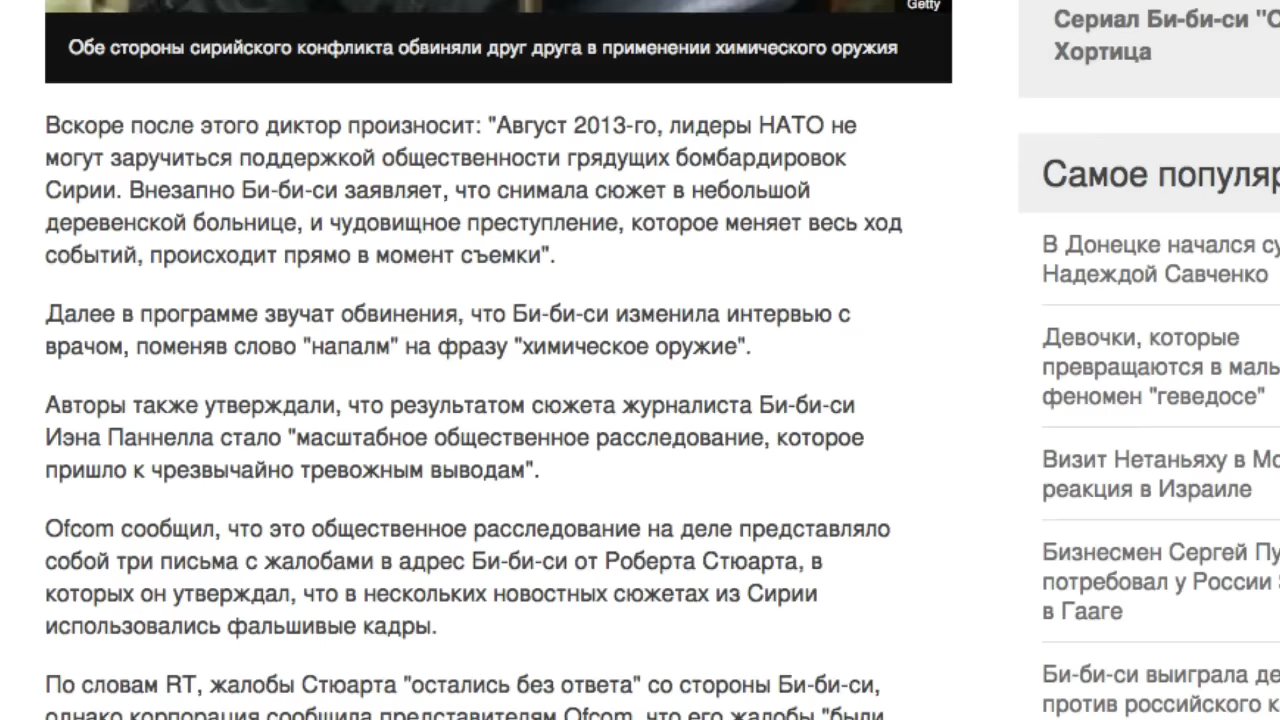 Getty
Обе стороны сирийского конфликта обвиняли друг друга в применении химического оружия
Вскоре после этого диктор произносит: "Август 2013-го, лидеры НАТО не
могут заручиться поддержкой общественности грядущих бомбардировок
Сирии. Внезапно Би-би-си заявляет, что снимала сюжет в небольшой
деревенской больнице, и чудовищное преступление, которое меняет весь ход
событий, происходит прямо в момент съемки".
Далее в программе звучат обвинения, что Би-би-си изменила интервью с
врачом, поменяв слово "напалм" на фразу "химическое оружие".
Авторы также утверждали, что результатом сюжета журналиста Би-би-си
Иэна Паннелла стало "масштабное общественное расследование, которое
пришло к чрезвычайно тревожным выводам".
Ofcom сообщил, что это общественное расследование на деле представляло
собой три письма с жалобами в адрес Би-би-си от Роберта Стюарта, в
которых он утверждал, что в нескольких новостных сюжетах из Сирии
использовались фальшивые кадры.
По словам RT, жалобы Стюарта "остались без ответа" со стороны Би-би-си,
однако корпорация сообщила представителям Ofcom, что его жалобы "были
Сериал Би-би-си "С
Хортица
Самое популяр
В Донецке начался су
Надеждой Савченко
Девочки, которые
превращаются в маль
феномен "геведосе"
Визит Нетаньяху в Мо
реакция в Израиле
Бизнесмен Сергей Пу
потребовал у России
в Гааге
Би-би-си выиграла де
против российского к